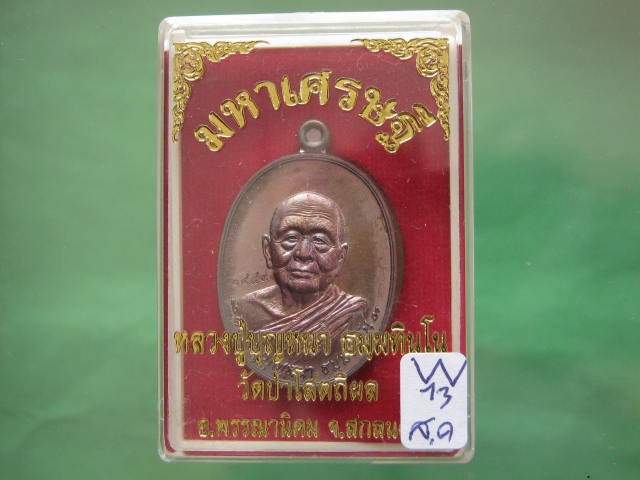 มหาเศรษฐี
หลวงปู่บุญหนา ธมฺมทินฺโน
วัดป่าโสตถิผล
อ.พรรณานิคม จ.สกลน
W
13
ส.ค